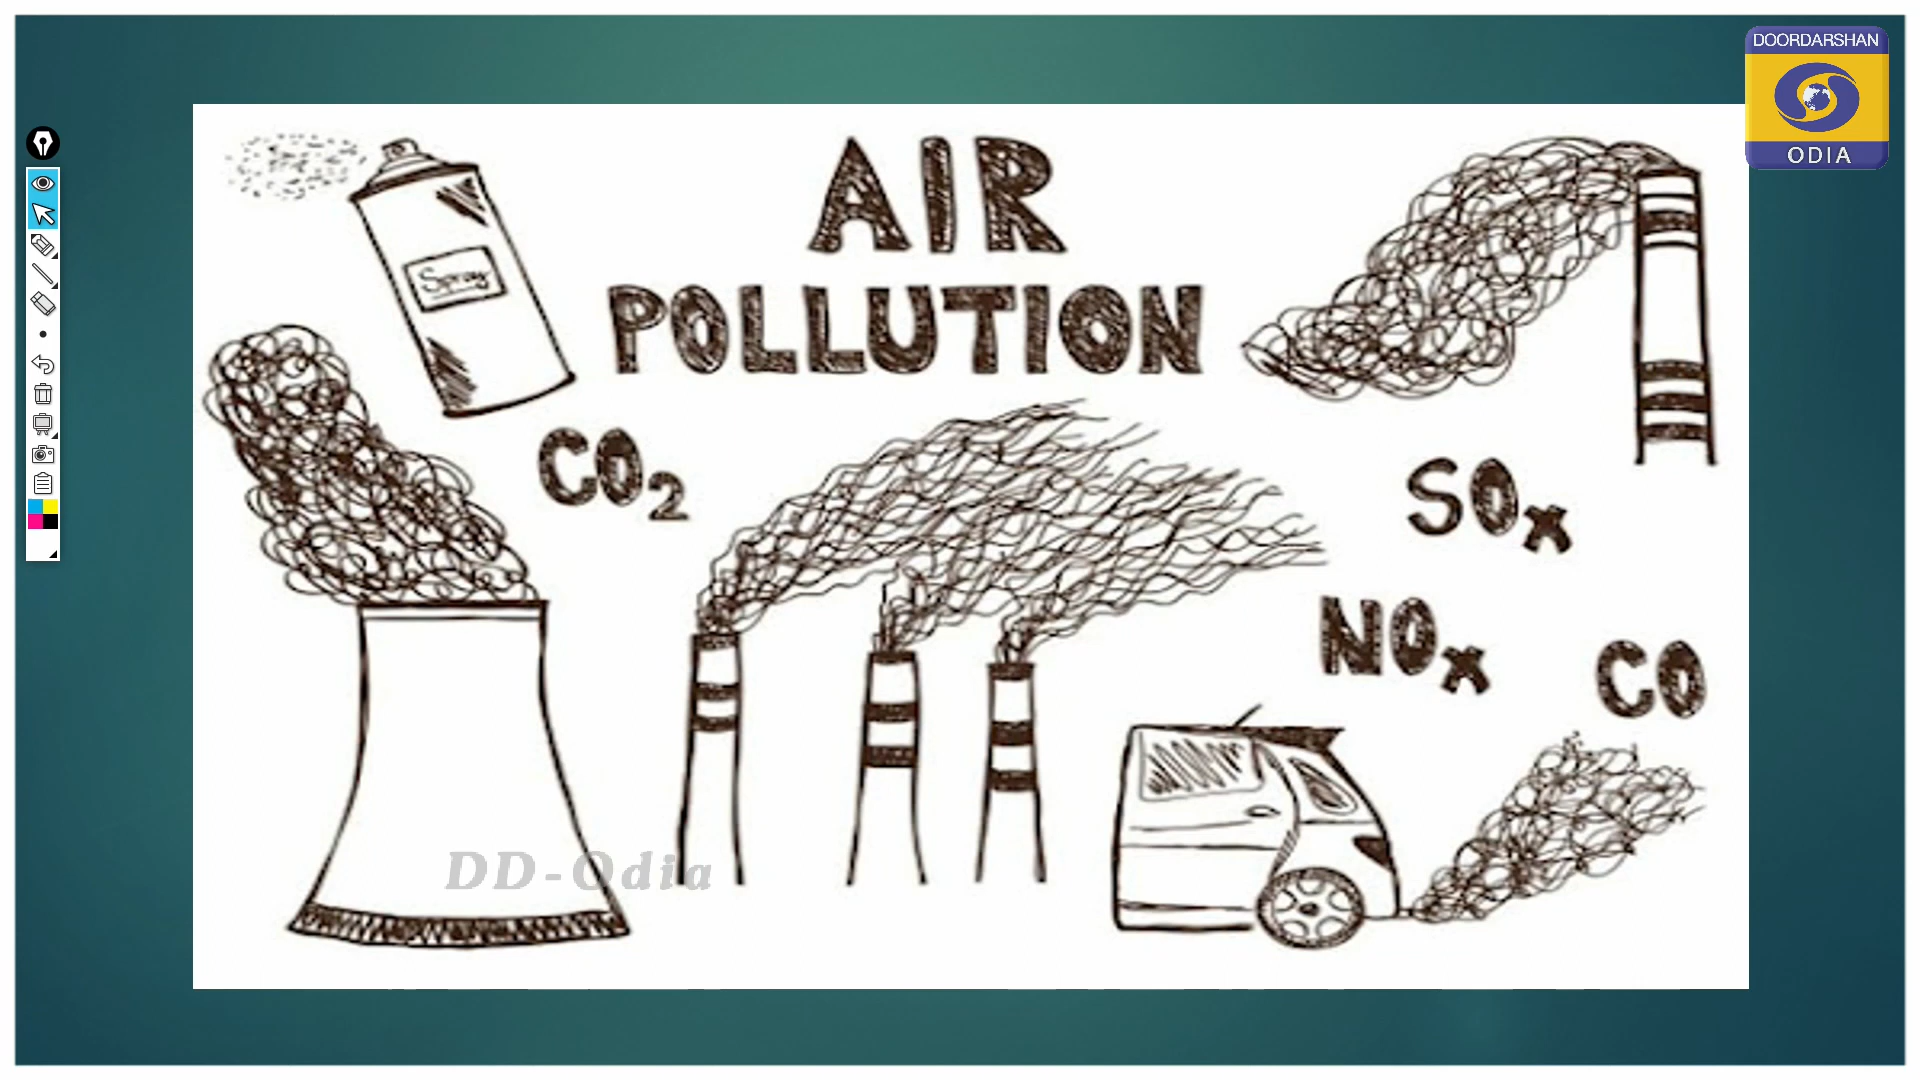 DOORDARSHAN
ODIA
AIR
POLLUTION
Spray
CO₂
SOx
NOx
CO
DD-Odia